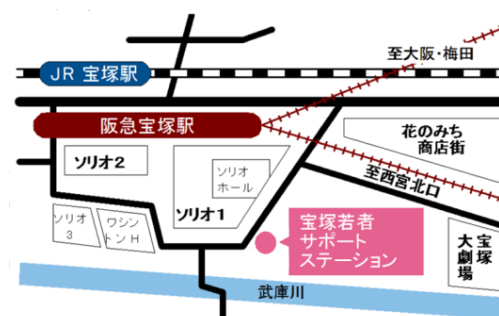 至大阪・梅田
JR 宝塚駅
阪急宝塚駅
花のみち
商店街
ソリオ2
ソリオ
ホール
至西宮北口
ソリオ1
ソリオ
3
ワシン
トンH
宝塚若者
サポート
ステーション
宝塚
大劇場
武庫川